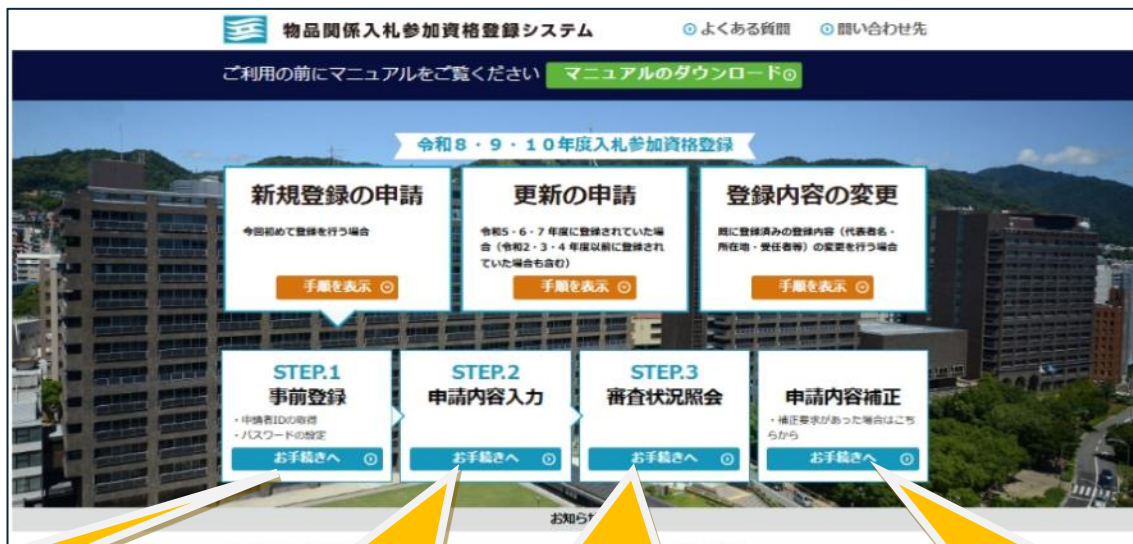 物品関係入札参加資格登録システム
よくある質問
問い合わせ先
ご利用の前にマニュアルをご覧ください
マニュアルのダウンロード
令和8・9・10年度入札参加資格登録
新規登録の申請
今回初めて登録を行う場合
手順を表示
更新の申請
令和5・6・7年度に登録されていた場
合（令和2・3・4年度以前に登録され
ていた場合も含む）
手順を表示
登録内容の変更
既に登録済みの登録内容（代表者名・
所在地・受任者等）の変更を行う場合
手順を表示
STEP.1
事前登録
・申請者IDの取得
・パスワードの設定
お手続きへ
STEP.2
申請内容入力
お手続きへ
STEP.3
審査状況照会
お手続きへ
申請内容補正
・補正要求があった場合はこち
らから
お手続きへ
お知ら